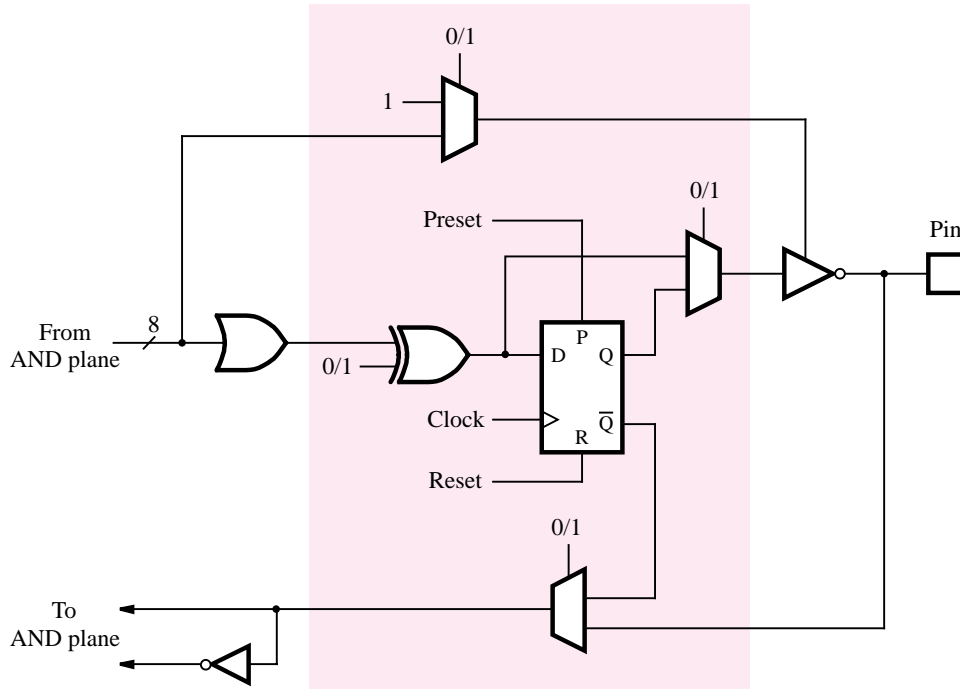 0/1
1
0/1
Preset
Pin
8
From
AND plane
0/1
D
P
Q
Clock
R
Q̅
Reset
0/1
To
AND plane